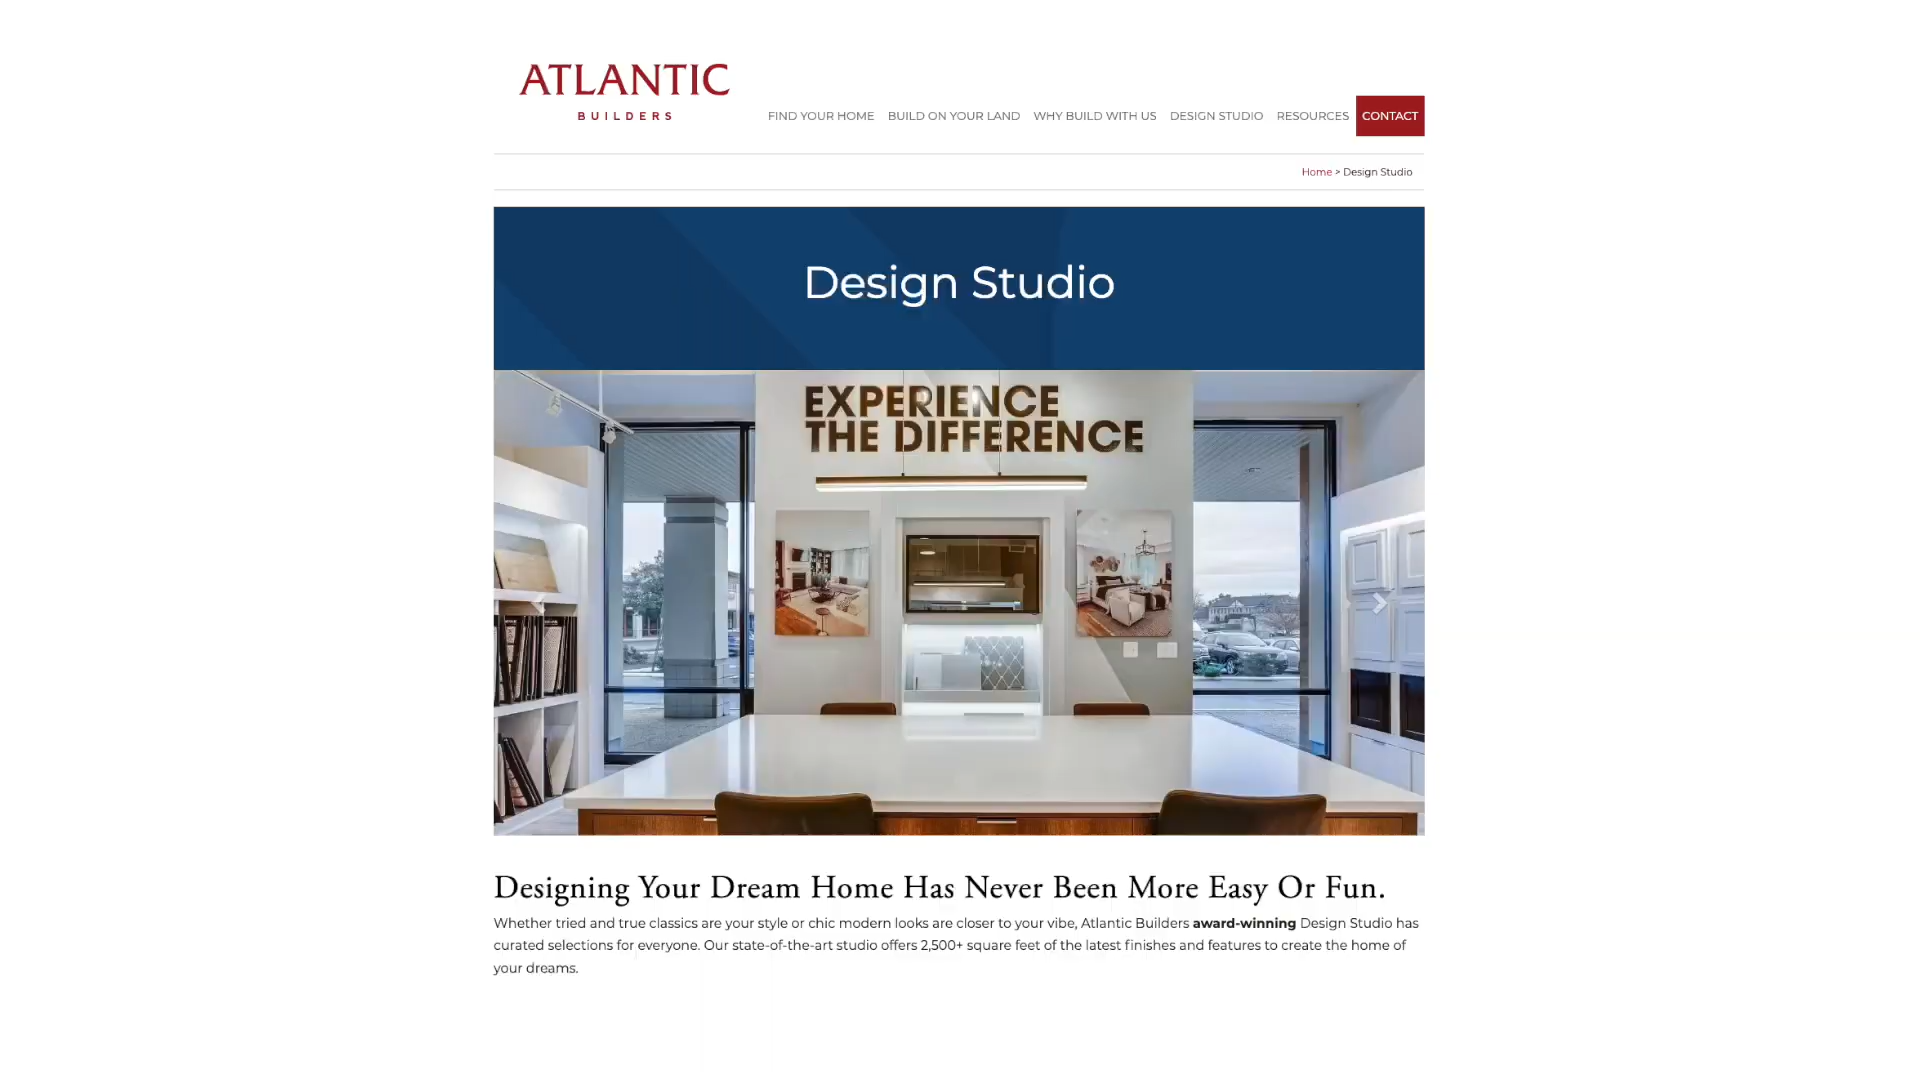 ATLANTIC
BUILDERS
FIND YOUR HOME BUILD ON YOUR LAND WHY BUILD WITH US DESIGN STUDIO RESOURCES CONTACT
Home > Design Studio
Design Studio
EXPERIENCE
THE DIFFERENCE
Designing Your Dream Home Has Never Been More Easy Or Fun.
Whether tried and true classics are your style or chic modern looks are closer to your vibe, Atlantic Builders award-winning Design Studio has
curated selections for everyone. Our state-of-the-art studio offers 2,500+ square feet of the latest finishes and features to create the home of
your dreams.